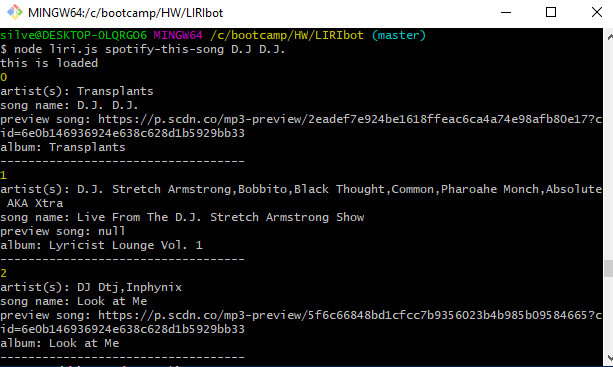 MINGW64:/c/bootcamp/HW/LIRIbot
silve@DESKTOP-OLQRGO6 MINGW64 /c/bootcamp/HW/LIRIbot (master)
$ node liri.js spotify-this-song D.J D.J.
this is loaded
0
artist(s): Transplants
song name: D.J. D.J.
preview song: https://p.scdn.co/mp3-preview/2eadef7e924be1618ffeac6ca4a74e98afb80e17?c
id=6e0b146936924e638c628d1b5929bb33
album: Transplants
----------------------------------
1
artist(s): D.J. Stretch Armstrong,Bobbito,Black Thought,Common,Pharoahe Monch,Absolute
AKA Xtra
song name: Live From The D.J. Stretch Armstrong Show
preview song: null
album: Lyricist Lounge Vol. 1
----------------------------------
2
artist(s): DJ Dtj,Inphynix
song name: Look at Me
preview song: https://p.scdn.co/mp3-preview/5f6c66848bd1cfcc7b9356023b4b985b09584665?c
id=6e0b146936924e638c628d1b5929bb33
album: Look at Me
----------------------------------